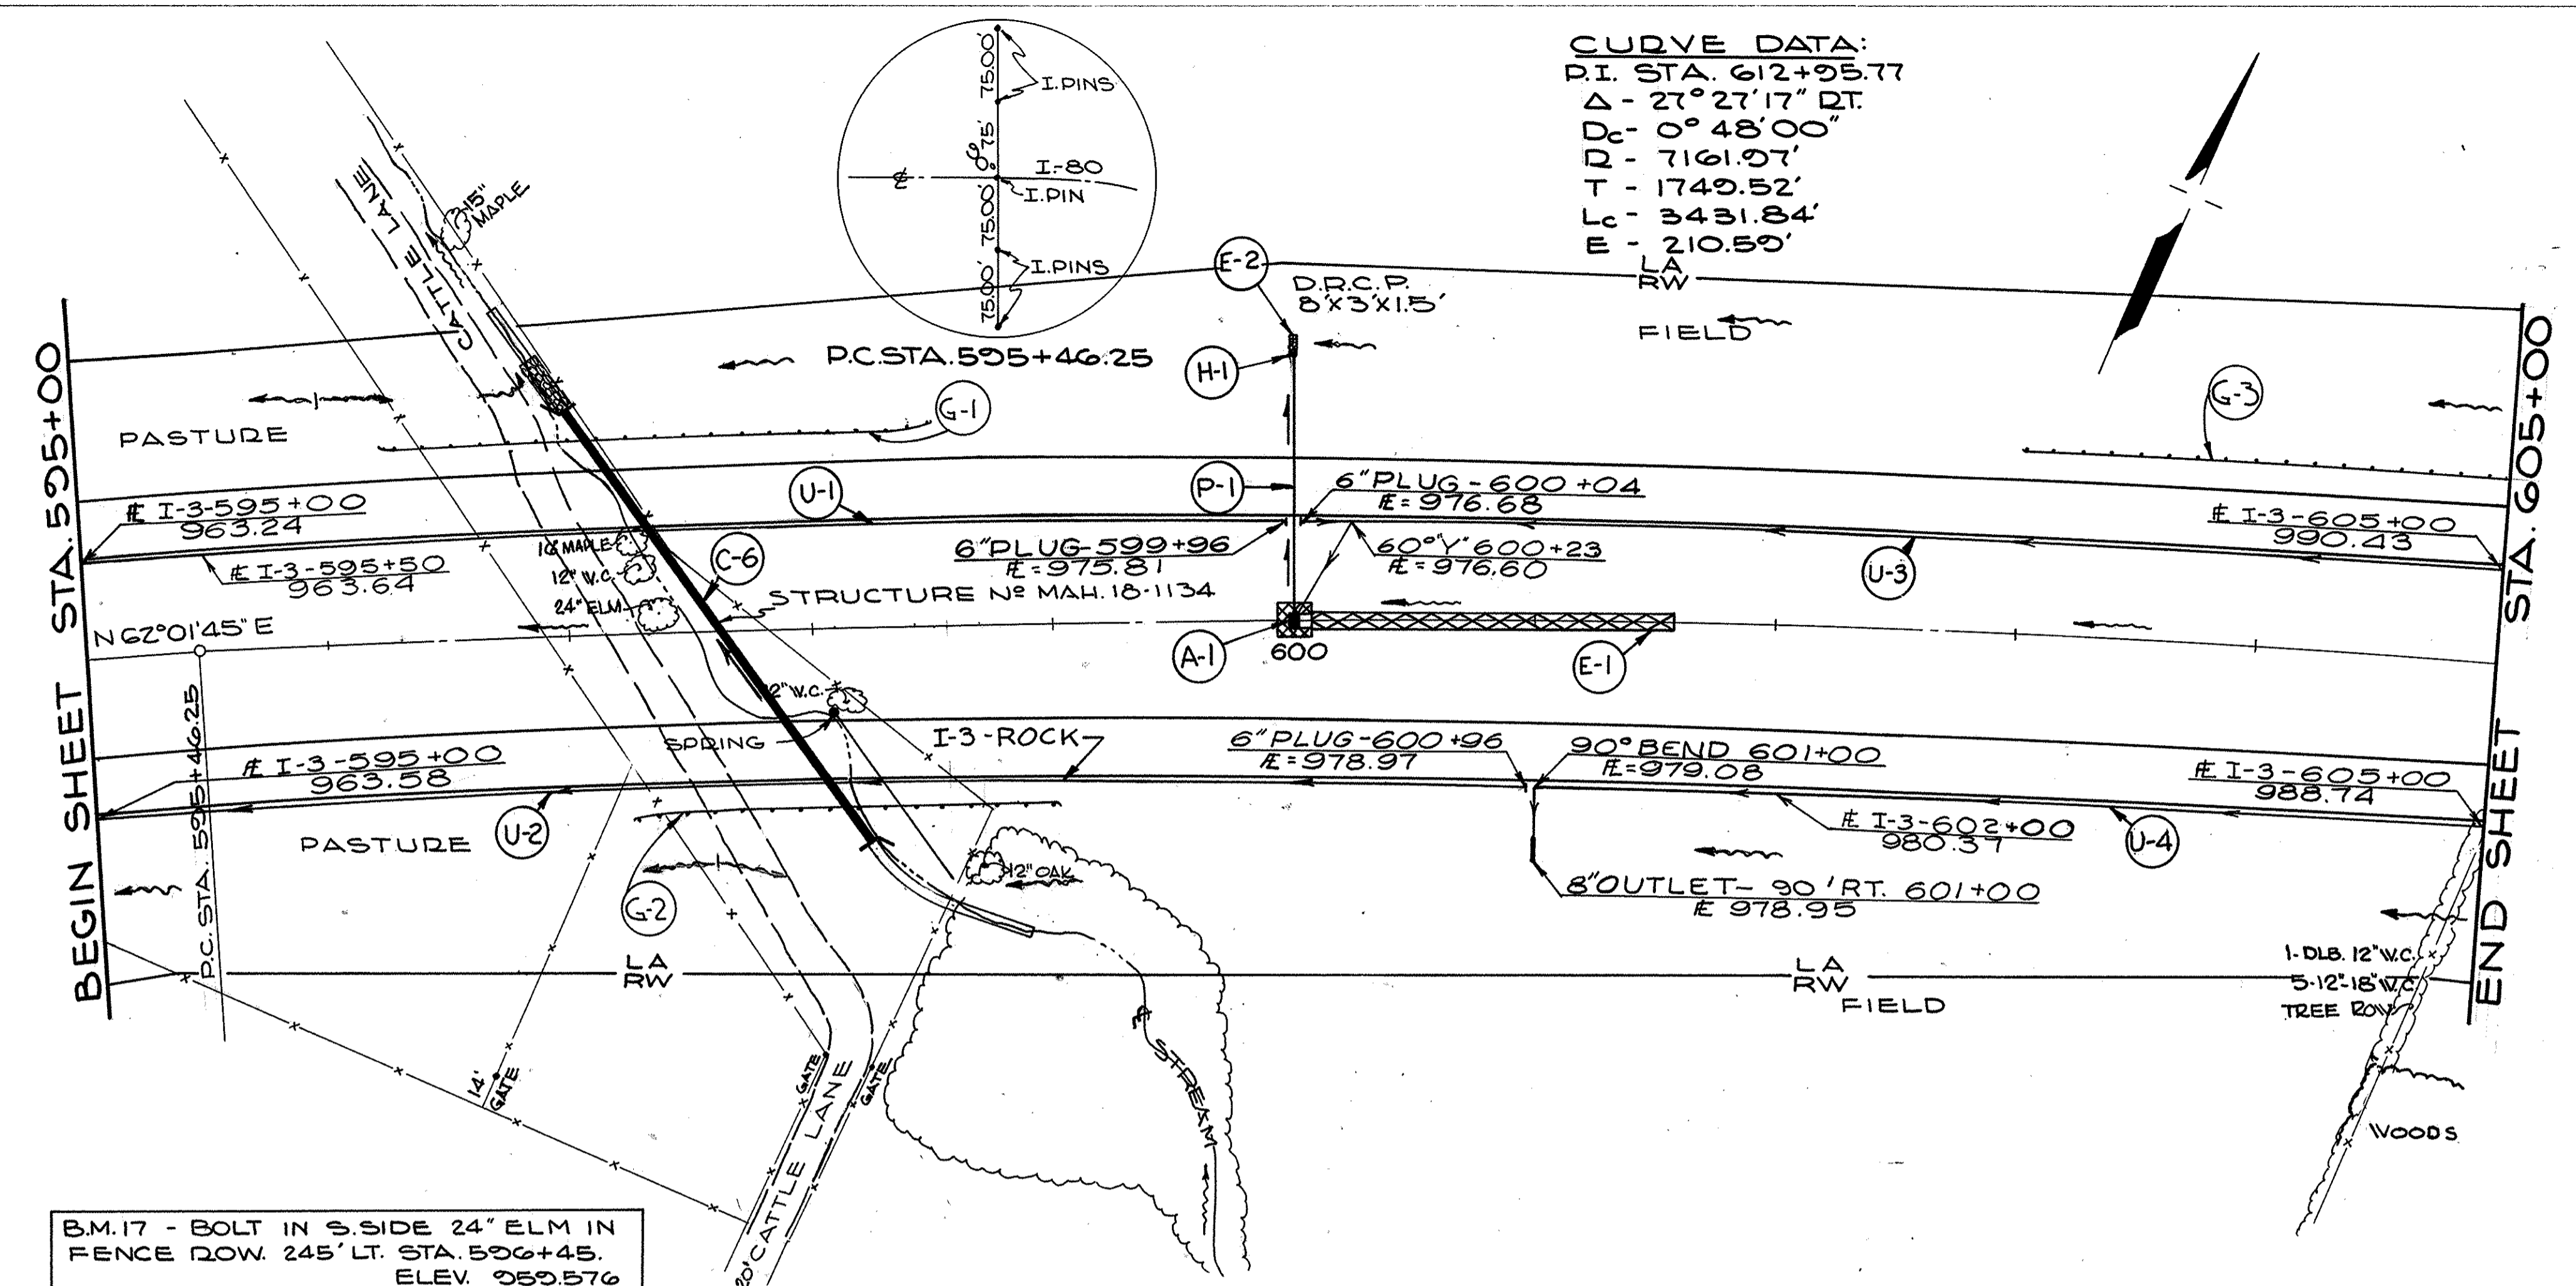 CURVE DATA:
P.I. STA. 612+95.77
Δ - 27° 27' 17" RT.
Dc - 0° 48' 00"
R - 7161.97'
T - 1749.52'
Lc - 3431.84'
E - 210.59'
75.00'
I. PINS
75'
I-80
℄
I. PIN
75.00'
I. PINS
75.00'
P.C. STA. 595+46.25
15" MAPLE
CATTLE LANE
E-2
D.R.C.P.
8'X3'X1.5'
LA
RW
FIELD
H-1
G-1
G-3
PASTURE
BEGIN SHEET STA. 595+00
END SHEET STA. 605+00
I-3-595+00
963.24
U-1
P-1
6" PLUG - 600+04
= 976.68
I-3-605+00
990.43
I-3-595+50
963.64
16" MAPLE
12" W.C.
24" ELM
C-6
6" PLUG-599+96
= 975.81
60° "Y" 600+23
= 976.60
U-3
STRUCTURE Nº MAH. 18-1134
N 62°01'45" E
A-1
600
E-1
P.C. STA. 595+46.25
12" W.C.
SPRING
I-3-ROCK
I-3-595+00
963.58
6" PLUG-600+96
= 978.97
90° BEND 601+00
= 979.08
I-3-605+00
988.74
U-2
PASTURE
G-2
12" OAK
I-3-602+00
980.37
U-4
8" OUTLET - 90' RT. 601+00
978.95
LA
RW
LA
RW
FIELD
1-DLB. 12" W.C.
5-12"-18" W.C.
TREE ROW
14' GATE
GATE
GATE
20' CATTLE LANE
STREAM
WOODS
B.M. 17 - BOLT IN S. SIDE 24" ELM IN
FENCE ROW. 245' LT. STA. 596+45.
ELEV. 959.576